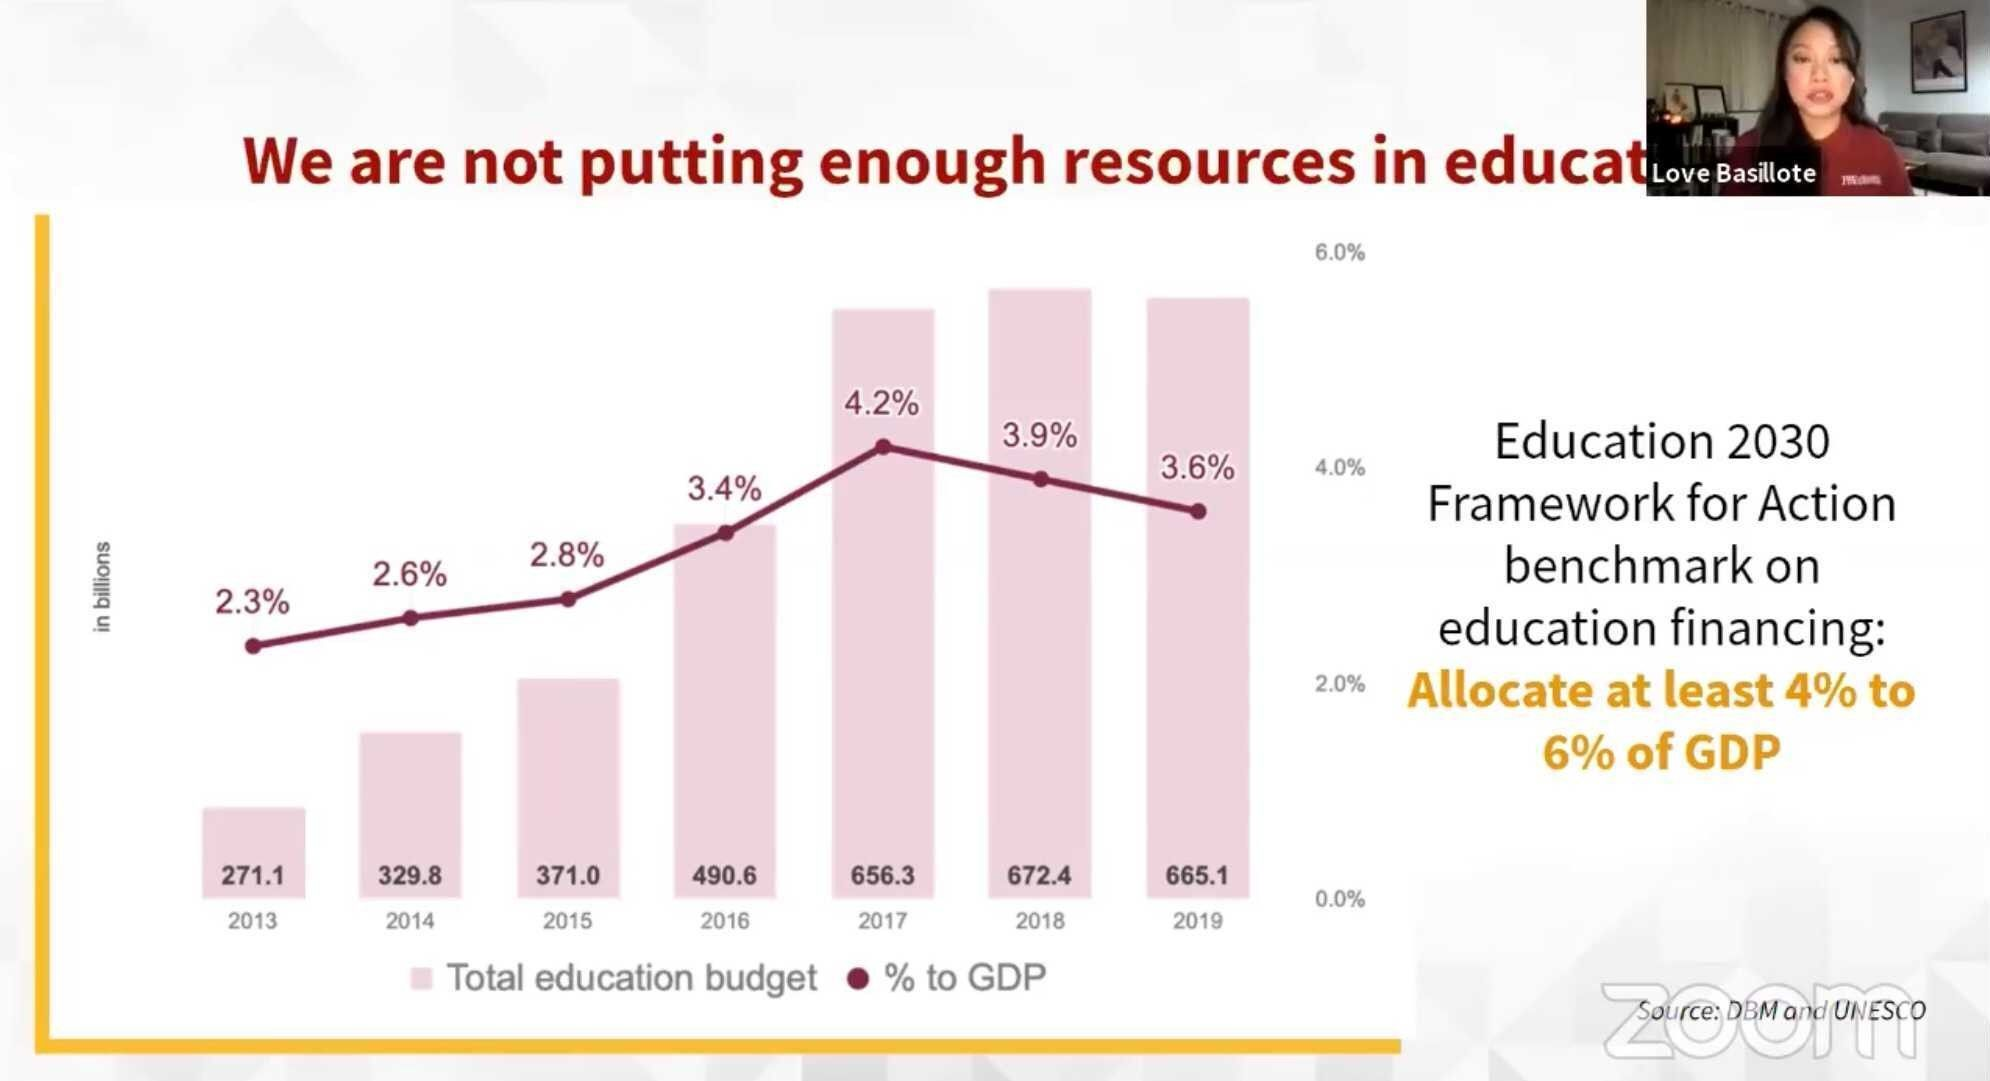 We are not putting enough resources in educat
Love Basillote
in billions
6.0%
4.0%
2.0%
0.0%
2.3%
2.6%
2.8%
3.4%
4.2%
3.9%
3.6%
271.1
329.8
371.0
490.6
656.3
672.4
665.1
2013
2014
2015
2016
2017
2018
2019
Total education budget
% to GDP
Education 2030
Framework for Action
benchmark on
education financing:
Allocate at least 4% to
6% of GDP
Source: DBM and UNESCO
zoom